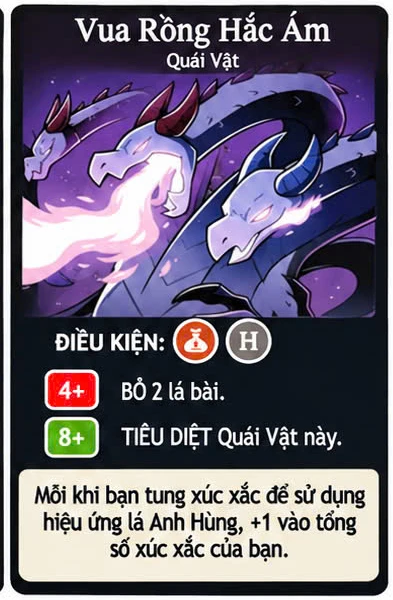 Vua Rồng Hắc Ám
Quái Vật
ĐIỀU KIỆN: H
4+ BỎ 2 lá bài.
8+ TIÊU DIỆT Quái Vật này.
Mỗi khi bạn tung xúc xắc để sử dụng
hiệu ứng lá Anh Hùng, +1 vào tổng
số xúc xắc của bạn.